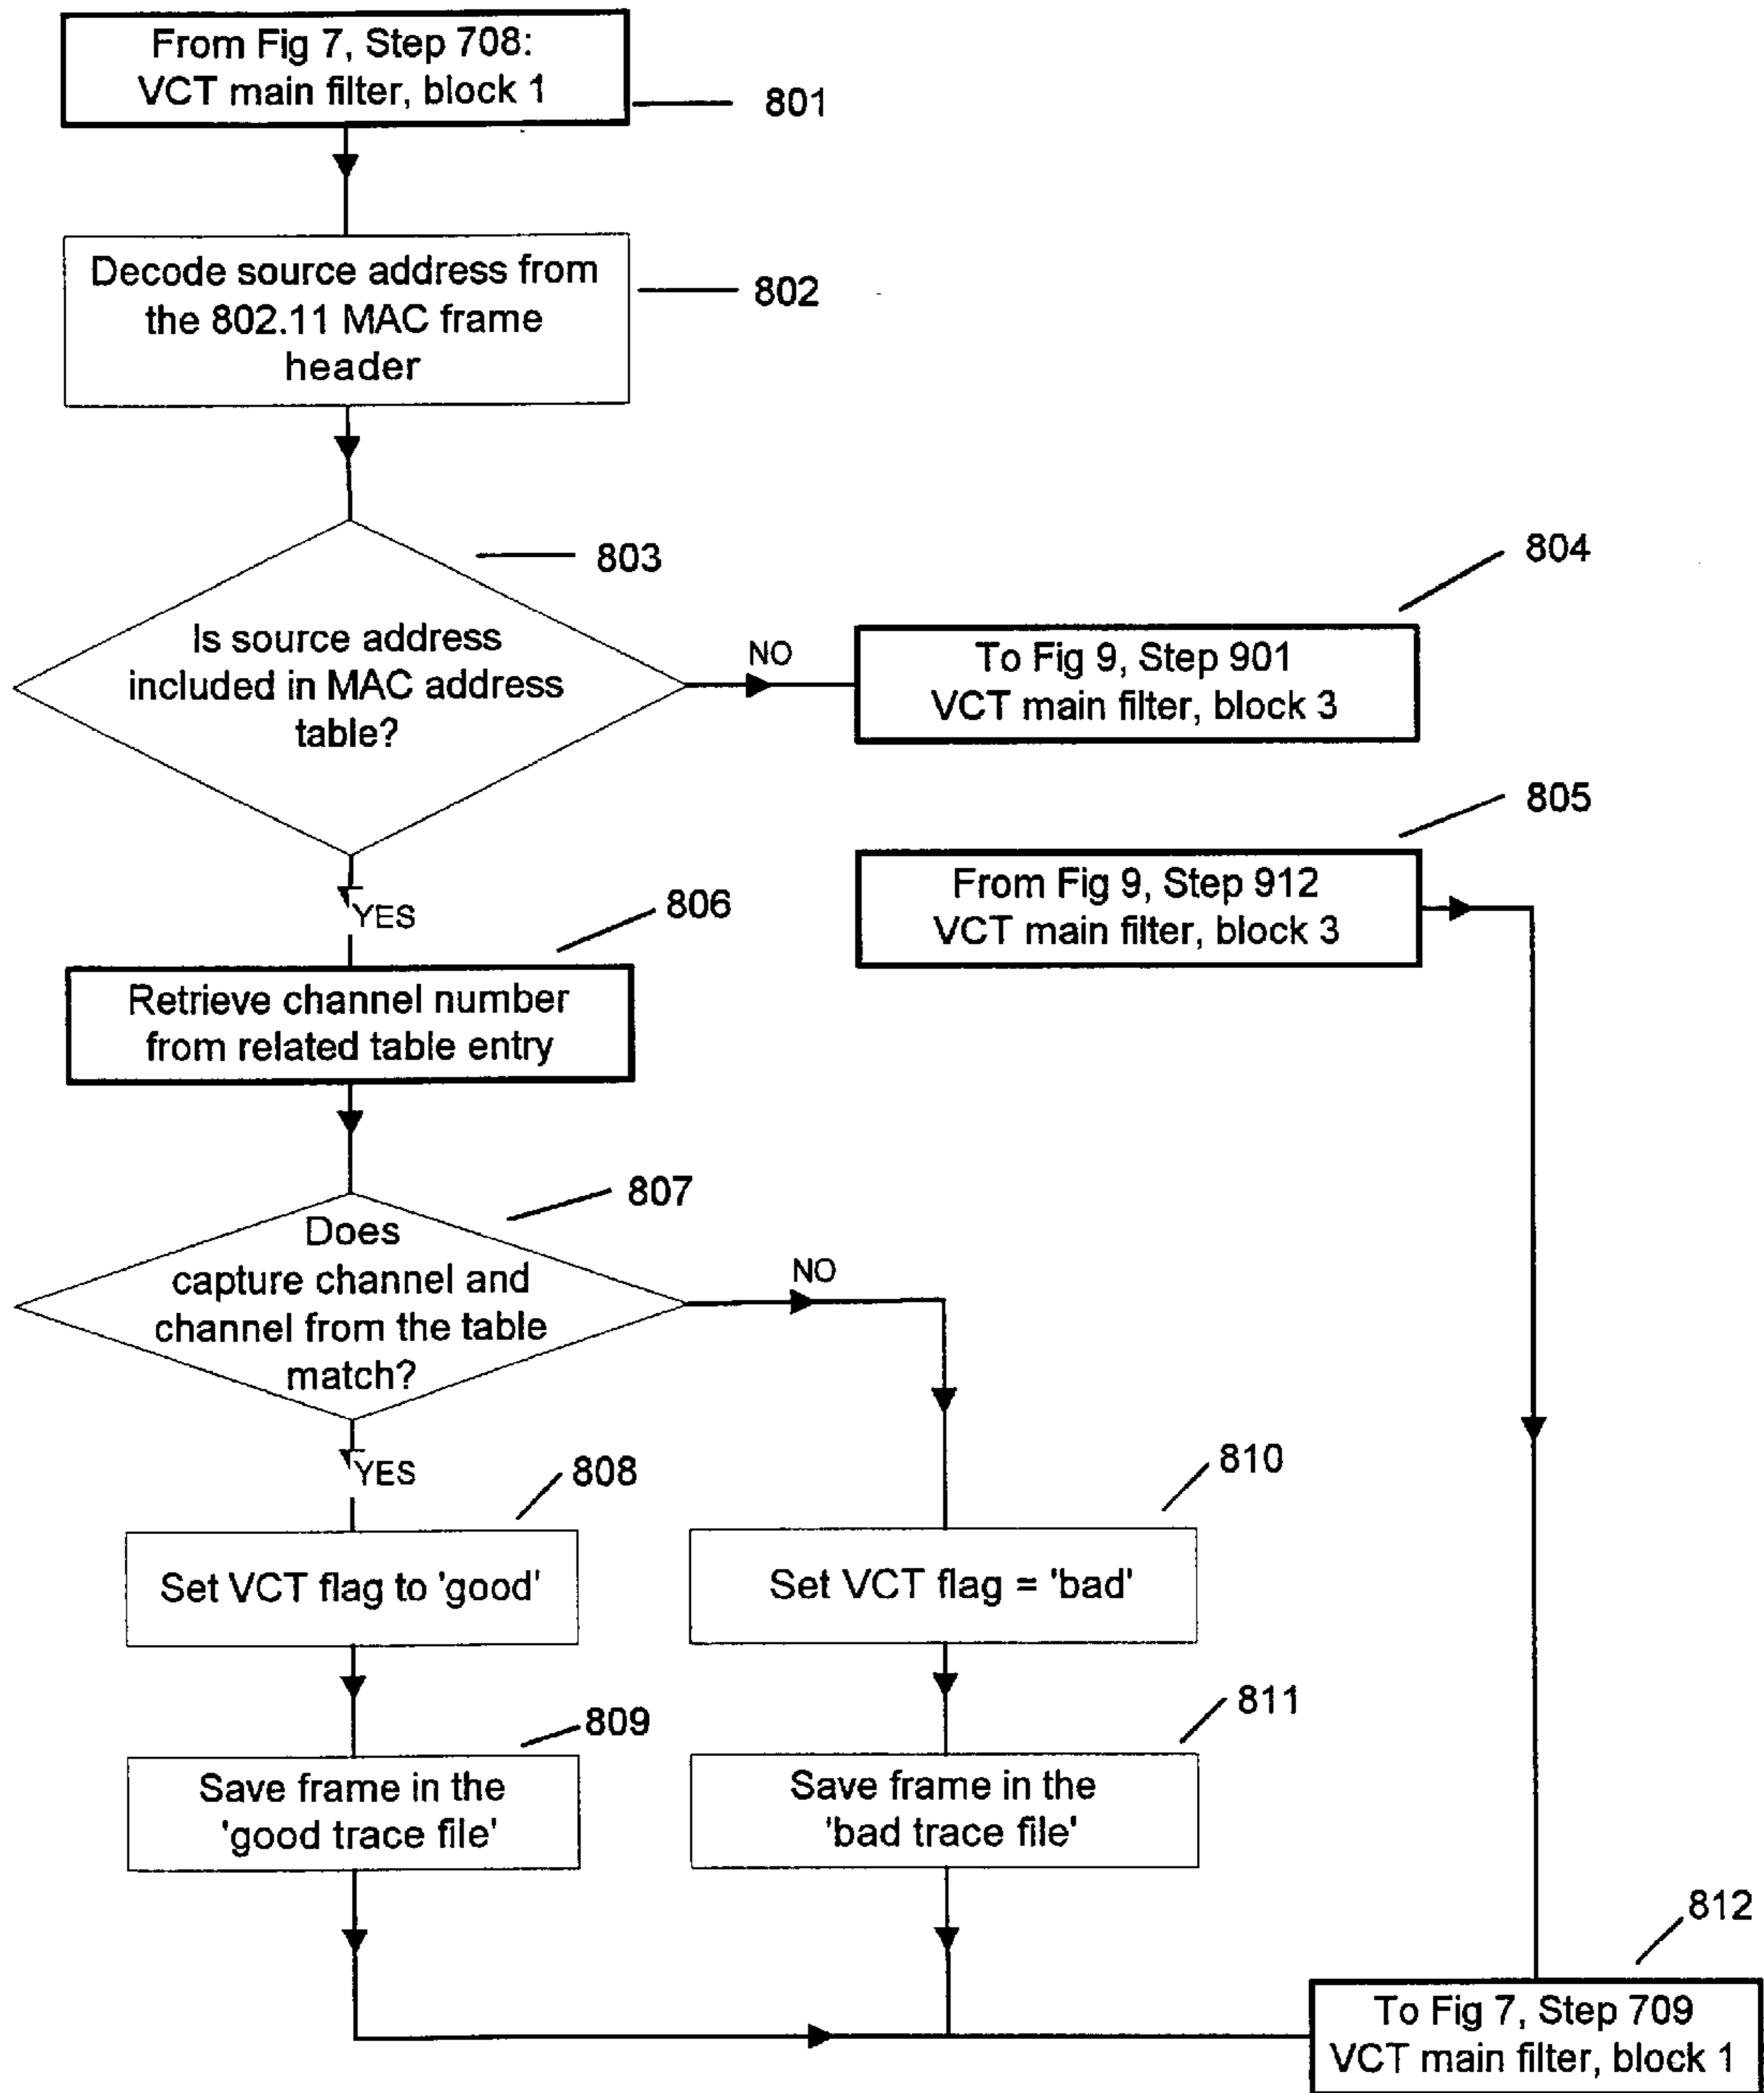 From Fig 7, Step 708:
VCT main filter, block 1
801
Decode source address from
the 802.11 MAC frame
header
802
803
Is source address
included in MAC address
table?
NO
804
To Fig 9, Step 901
VCT main filter, block 3
805
From Fig 9, Step 912
VCT main filter, block 3
YES
806
Retrieve channel number
from related table entry
807
Does
capture channel and
channel from the table
match?
NO
YES
808
Set VCT flag to 'good'
810
Set VCT flag = 'bad'
809
Save frame in the
'good trace file'
811
Save frame in the
'bad trace file'
812
To Fig 7, Step 709
VCT main filter, block 1